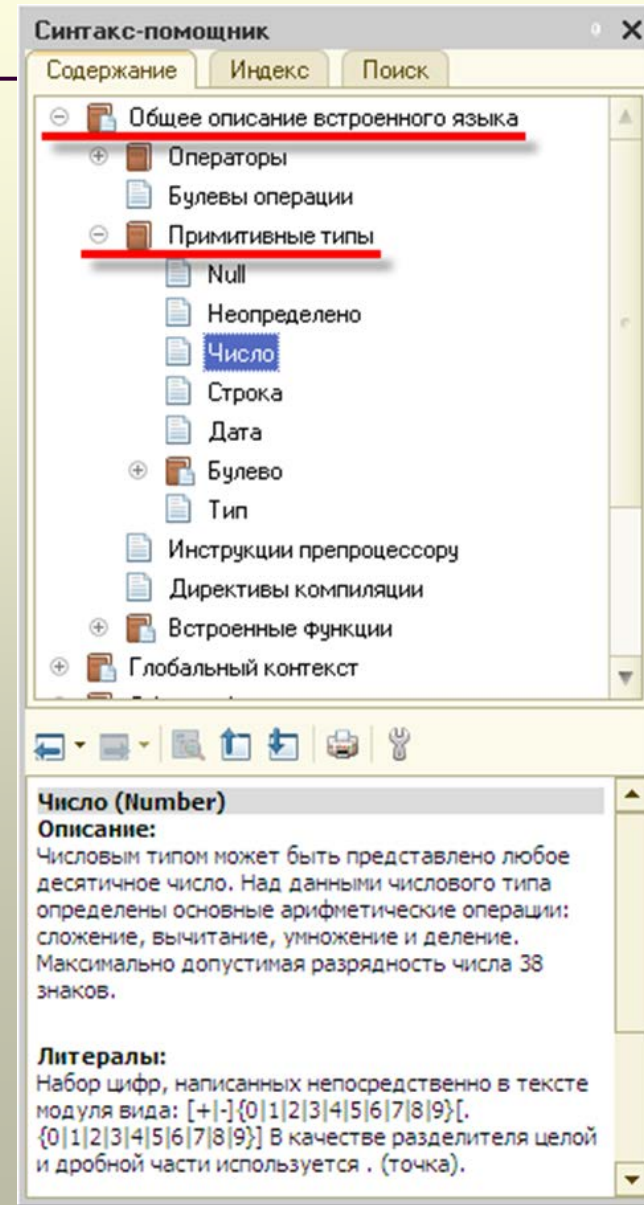 Синтакс-помощник
Содержание Индекс Поиск
Общее описание встроенного языка
Операторы
Булевы операции
Примитивные типы
Null
Неопределено
Число
Строка
Дата
Булево
Тип
Инструкции препроцессору
Директивы компиляции
Встроенные функции
Глобальный контекст
Число (Number)
Описание:
Числовым типом может быть представлено любое
десятичное число. Над данными числового типа
определены основные арифметические операции:
сложение, вычитание, умножение и деление.
Максимально допустимая разрядность числа 38
знаков.
Литералы:
Набор цифр, написанных непосредственно в тексте
модуля вида: [+|-]{0|1|2|3|4|5|6|7|8|9}[.
{0|1|2|3|4|5|6|7|8|9}] В качестве разделителя целой
и дробной части используется . (точка).